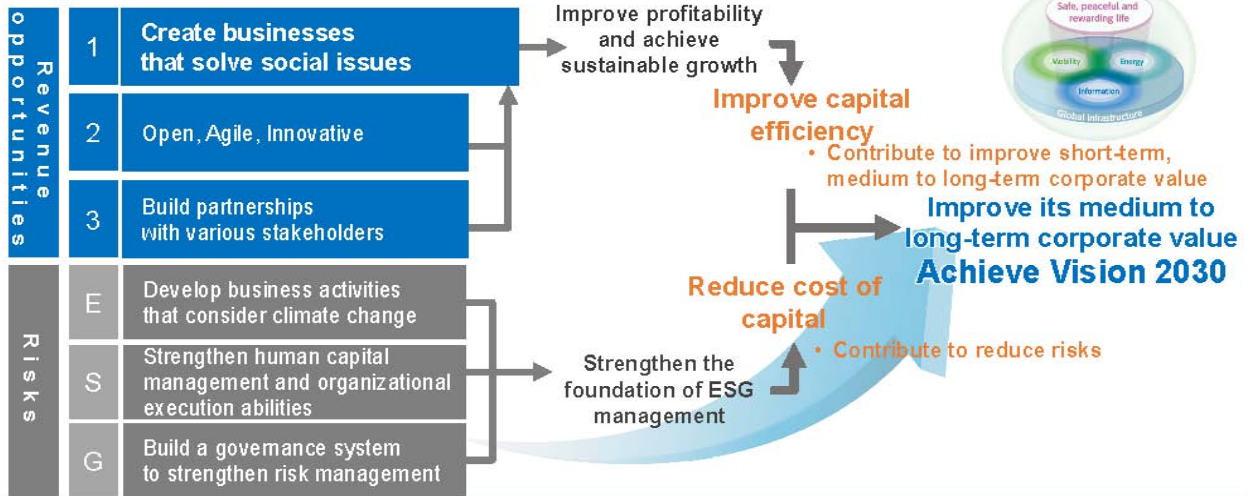 Revenue
opportunities
1
Create businesses
that solve social issues
2
Open, Agile, Innovative
3
Build partnerships
with various stakeholders
Risks
E
Develop business activities
that consider climate change
S
Strengthen human capital
management and organizational
execution abilities
G
Build a governance system
to strengthen risk management
Improve profitability
and achieve
sustainable growth
Strengthen the
foundation of ESG
management
Improve capital
efficiency
• Contribute to improve short-term,
medium to long-term corporate value
Reduce cost of
capital
• Contribute to reduce risks
Safe, peaceful and
rewarding life
Mobility
Energy
Information
Global infrastructure
Improve its medium to
long-term corporate value
Achieve Vision 2030